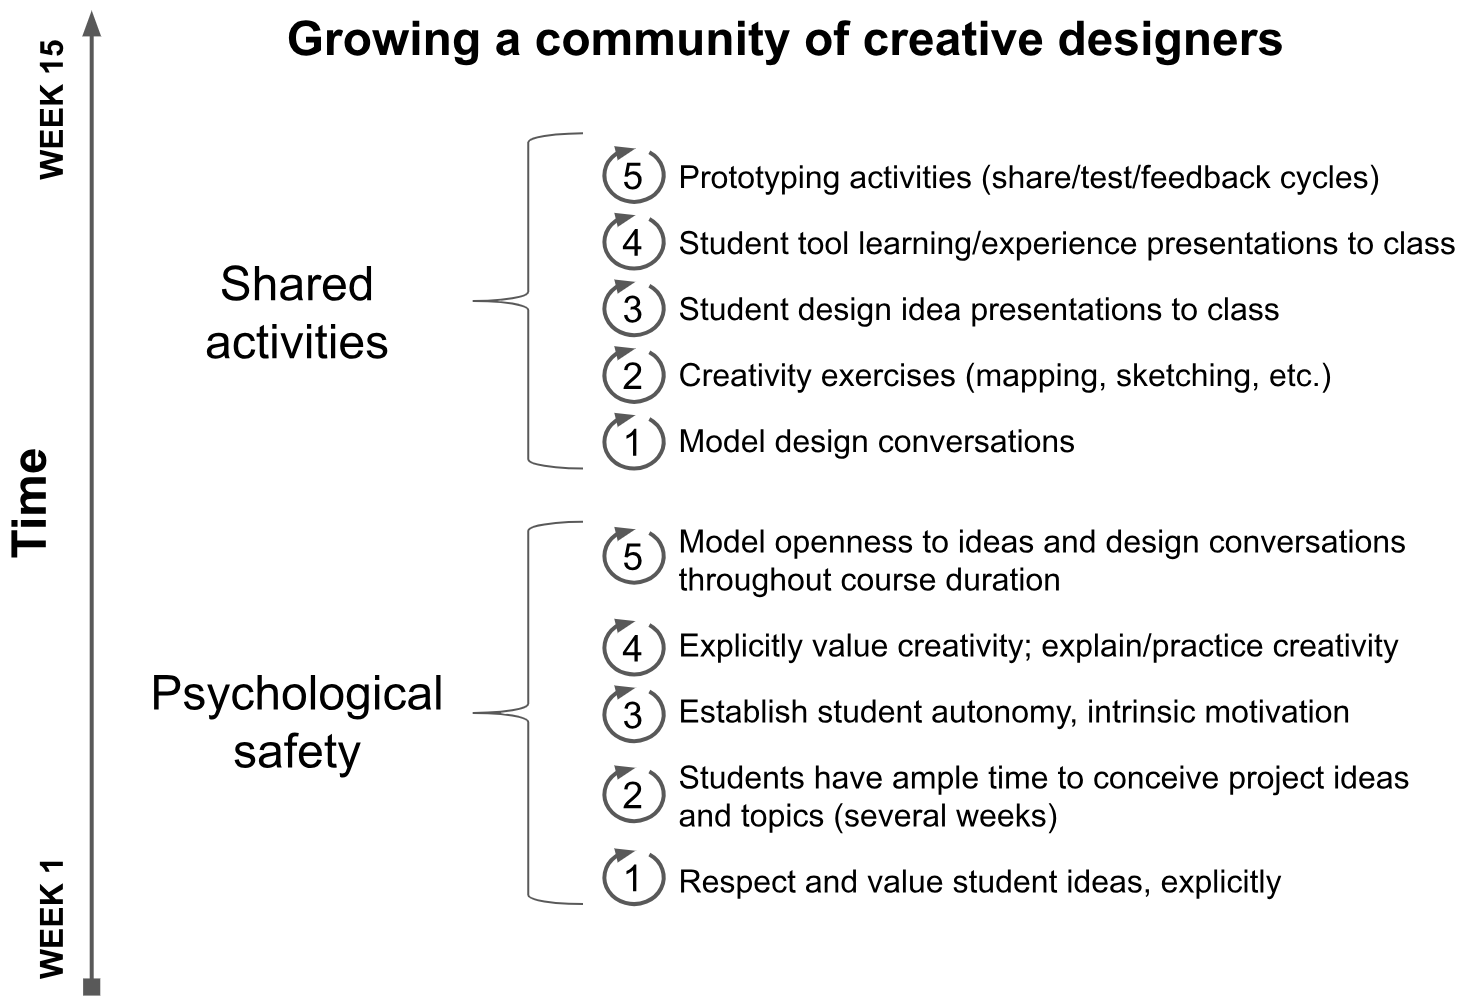 Growing a community of creative designers
WEEK 15
Time
WEEK 1
Shared
activities
5 Prototyping activities (share/test/feedback cycles)
4 Student tool learning/experience presentations to class
3 Student design idea presentations to class
2 Creativity exercises (mapping, sketching, etc.)
1 Model design conversations
Psychological
safety
5 Model openness to ideas and design conversations
throughout course duration
4 Explicitly value creativity; explain/practice creativity
3 Establish student autonomy, intrinsic motivation
2 Students have ample time to conceive project ideas
and topics (several weeks)
1 Respect and value student ideas, explicitly